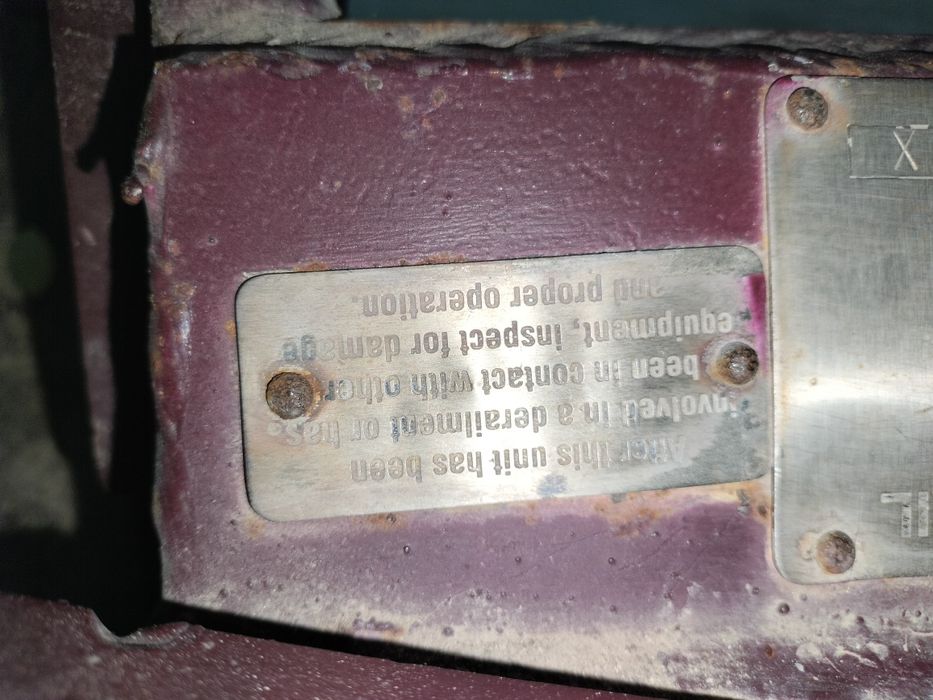 After this unit has been
involved in a derailment or has
been in contact with other
equipment, inspect for damage
and proper operation.
X